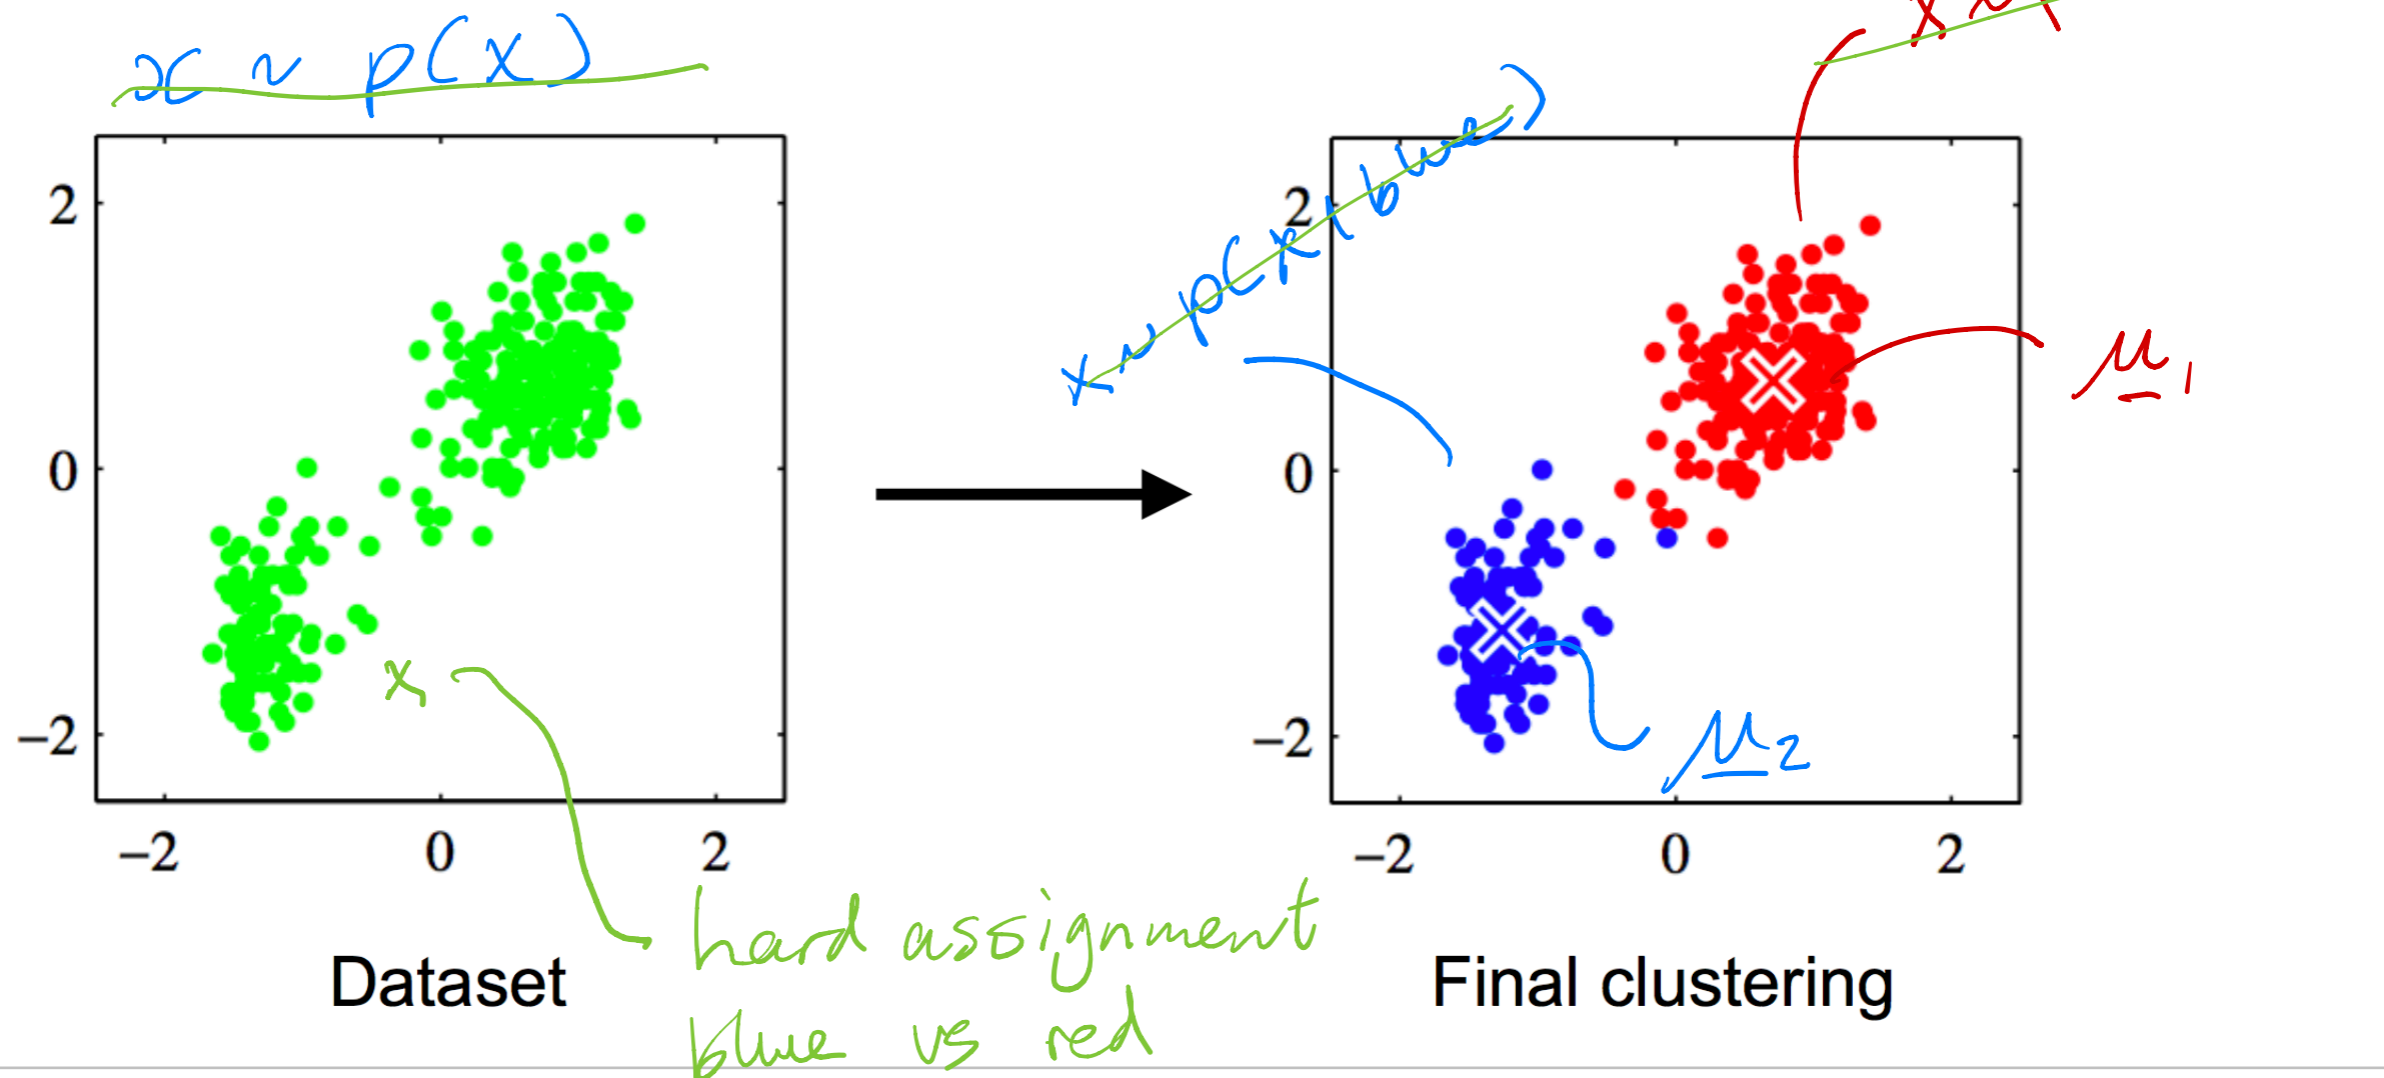 x ~ p(x)
x ~ p(x | blue)
2
0
−2
−2 0 2
2
0
−2
−2 0 2
μ1
μ2
x
hard assignment
blue vs red
Dataset
Final clustering